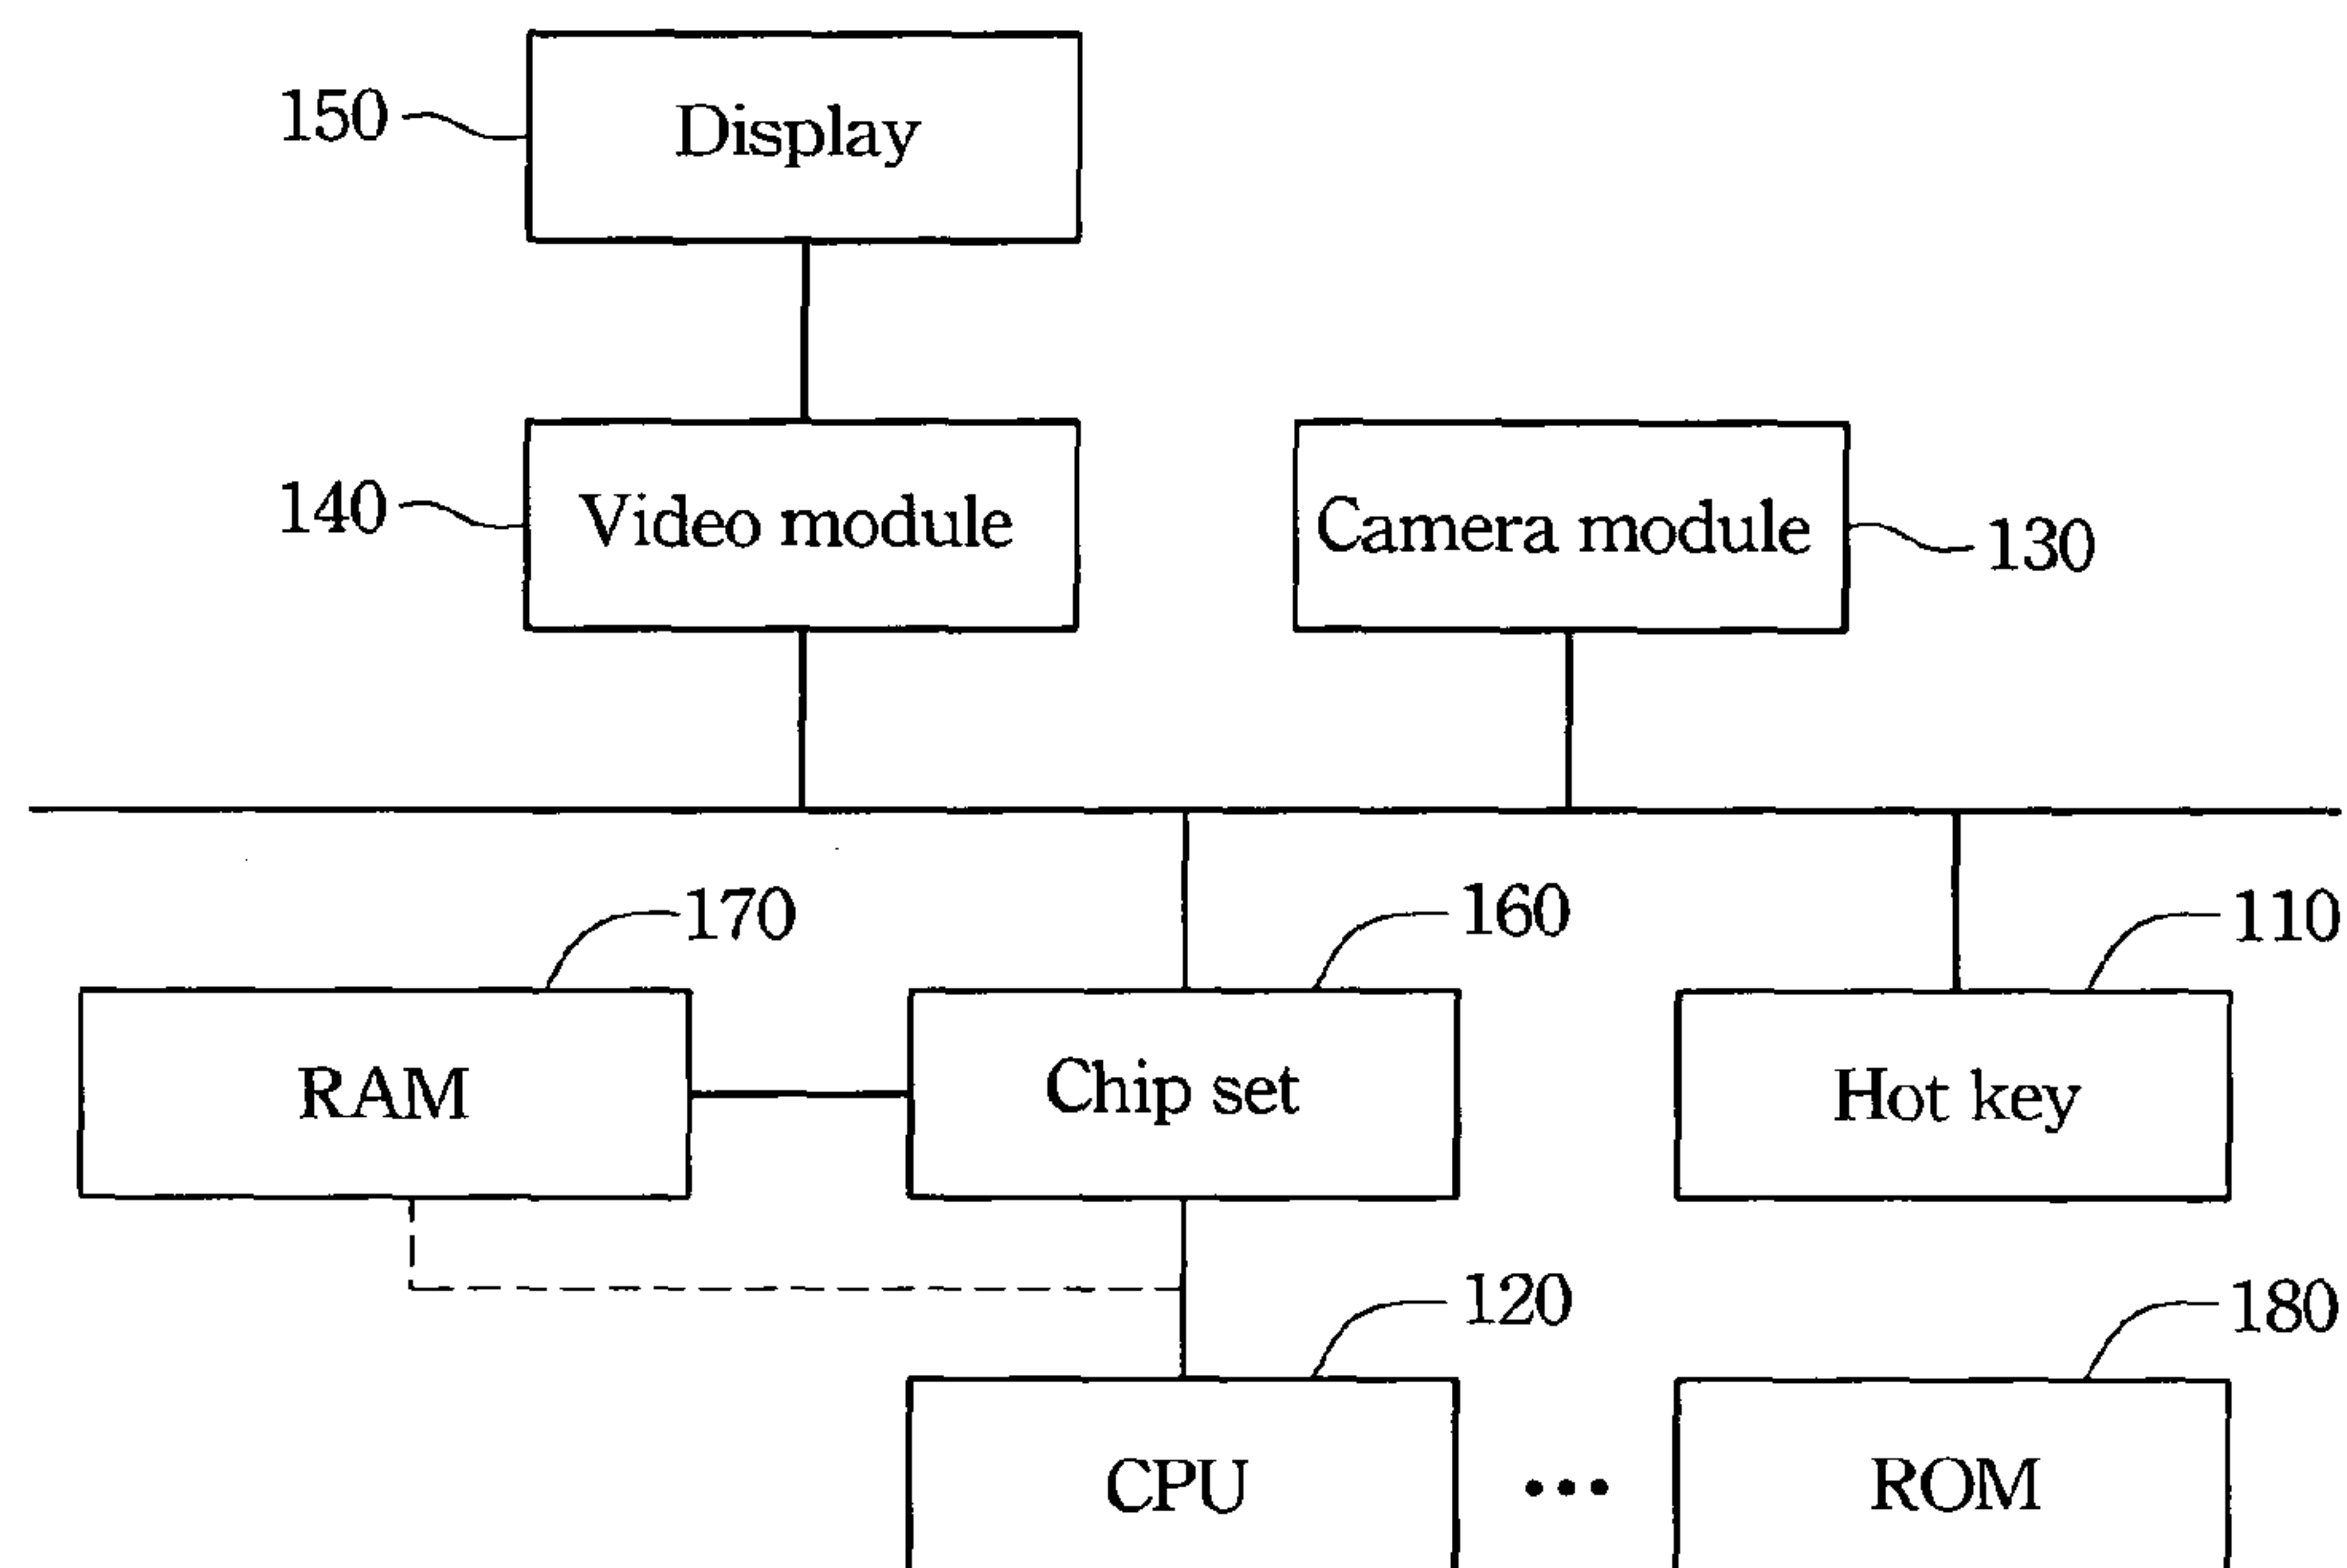 150
Display
140
Video module
Camera module
130
170
160
110
RAM
Chip set
Hot key
120
180
CPU
•••
ROM